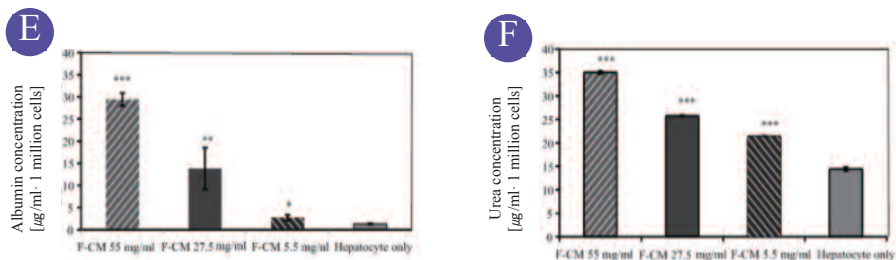 E
Albumin concentration
[μg/ml· 1 million cells]
40
35
30
25
20
15
10
5
0
***
**
*
F-CM 55 mg/ml
F-CM 27.5 mg/ml
F-CM 5.5 mg/ml
Hepatocyte only
F
Urea concentration
[μg/ml· 1 million cells]
40
35
30
25
20
15
10
5
0
***
***
***
F-CM 55 mg/ml
F-CM 27.5 mg/ml
F-CM 5.5 mg/ml
Hepatocyte only